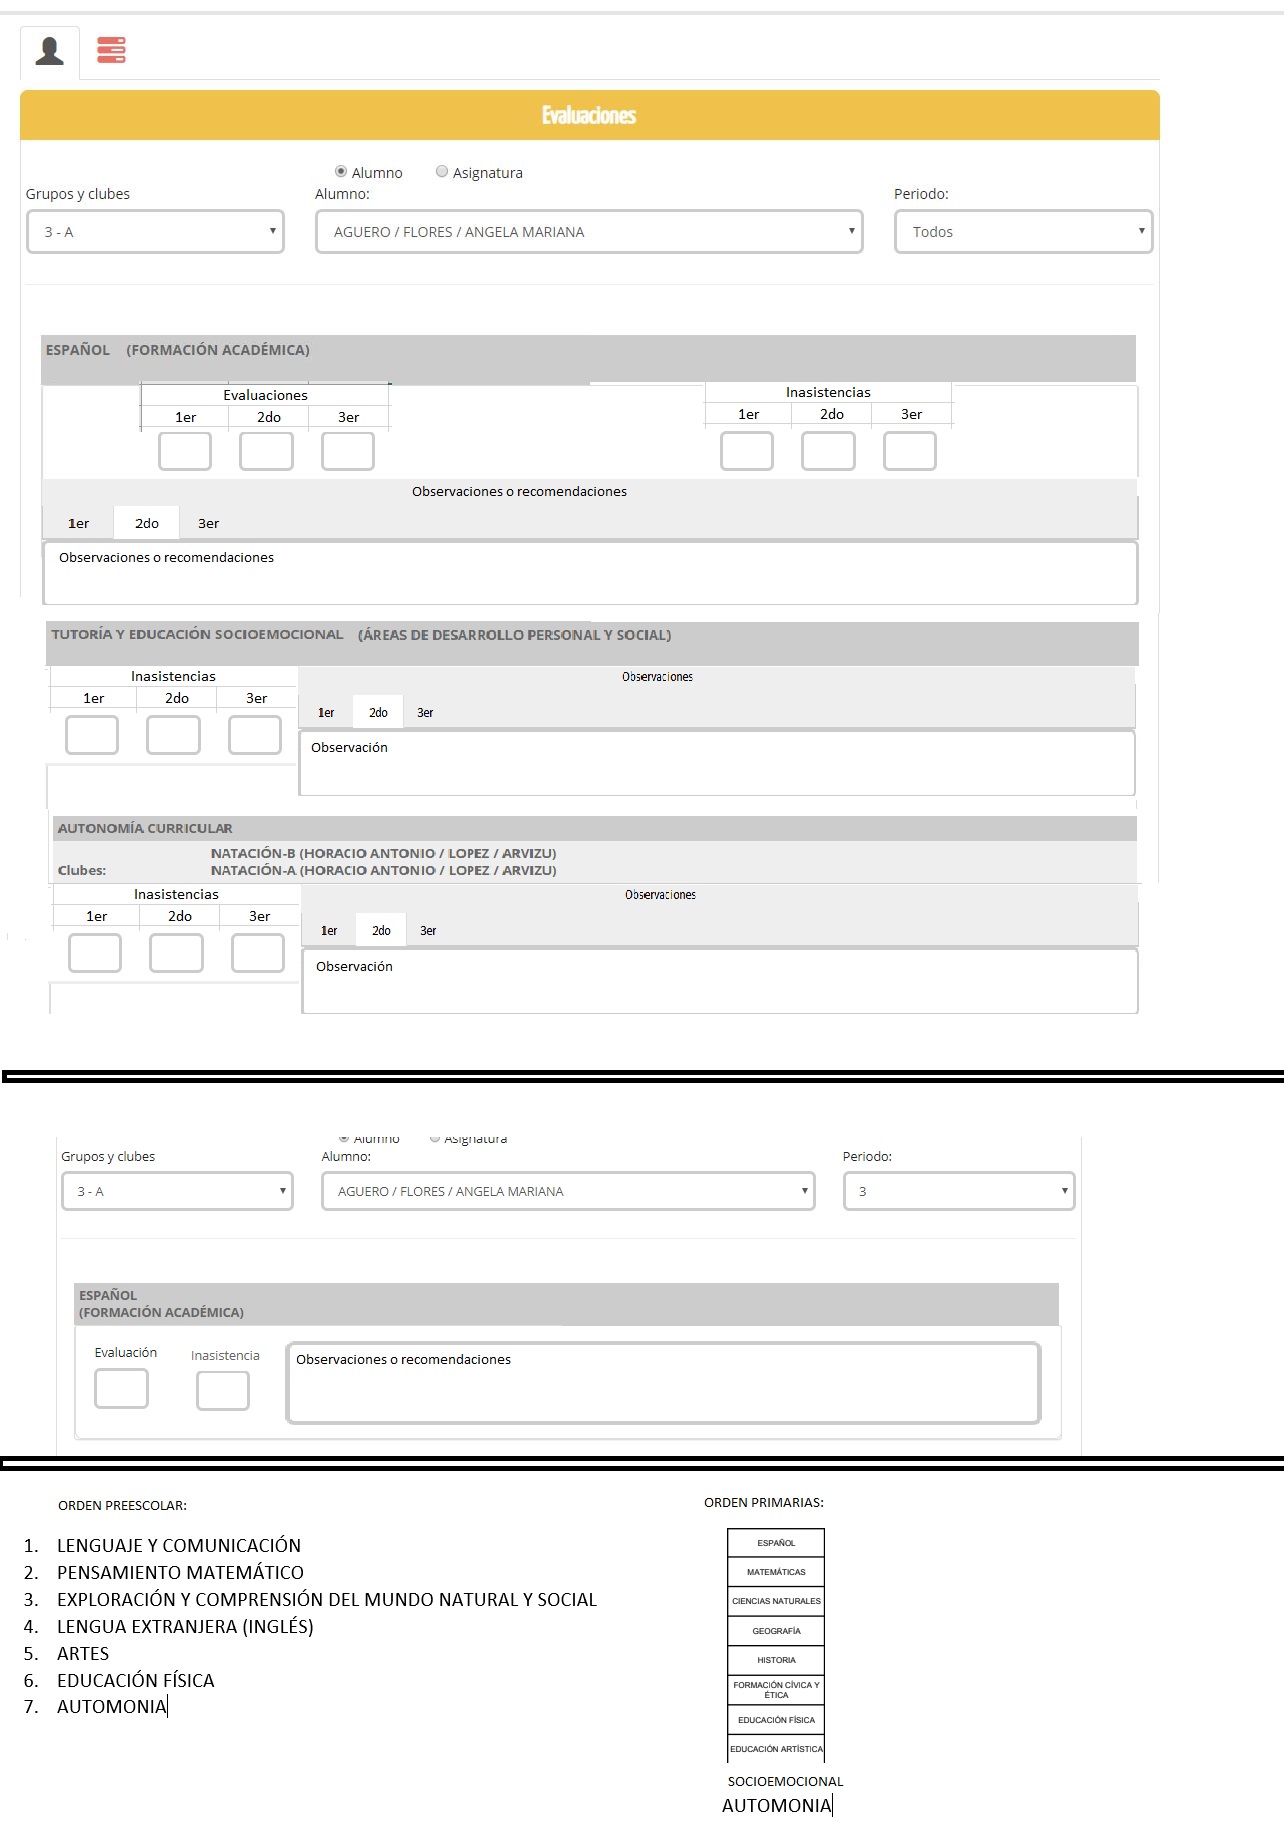 Evaluaciones
Alumno Asignatura
Grupos y clubes Alumno: Periodo:
3 - A AGUERO / FLORES / ANGELA MARIANA Todos
ESPAÑOL (FORMACIÓN ACADÉMICA)
Evaluaciones Inasistencias
1er 2do 3er 1er 2do 3er
Observaciones o recomendaciones
1er 2do 3er
Observaciones o recomendaciones
TUTORÍA Y EDUCACIÓN SOCIOEMOCIONAL (ÁREAS DE DESARROLLO PERSONAL Y SOCIAL)
Inasistencias Observaciones
1er 2do 3er 1er 2do 3er
Observación
AUTONOMÍA CURRICULAR
NATACIÓN-B (HORACIO ANTONIO / LOPEZ / ARVIZU)
Clubes: NATACIÓN-A (HORACIO ANTONIO / LOPEZ / ARVIZU)
Inasistencias Observaciones
1er 2do 3er 1er 2do 3er
Observación
Alumno Asignatura
Grupos y clubes Alumno: Periodo:
3 - A AGUERO / FLORES / ANGELA MARIANA 3
ESPAÑOL
(FORMACIÓN ACADÉMICA)
Evaluación Inasistencia Observaciones o recomendaciones
ORDEN PREESCOLAR:
1. LENGUAJE Y COMUNICACIÓN
2. PENSAMIENTO MATEMÁTICO
3. EXPLORACIÓN Y COMPRENSIÓN DEL MUNDO NATURAL Y SOCIAL
4. LENGUA EXTRANJERA (INGLÉS)
5. ARTES
6. EDUCACIÓN FÍSICA
7. AUTOMONIA
ORDEN PRIMARIAS:
ESPAÑOL
MATEMÁTICAS
CIENCIAS NATURALES
GEOGRAFÍA
HISTORIA
FORMACIÓN CÍVICA Y
ÉTICA
EDUCACIÓN FÍSICA
EDUCACIÓN ARTÍSTICA
SOCIOEMOCIONAL
AUTOMONIA